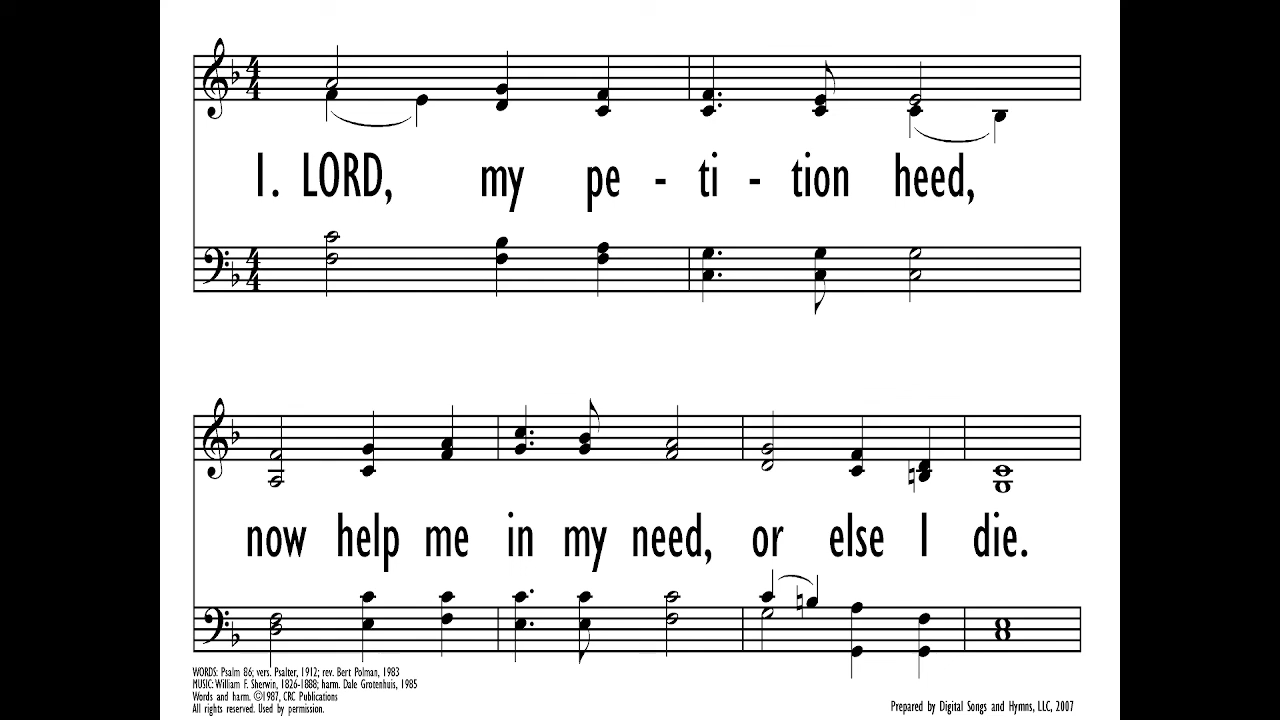 1. LORD, my pe - ti - tion heed,
now help me in my need, or else I die.
WORDS: Psalm 86; vers. Psalter, 1912; rev. Bert Polman, 1983
MUSIC: William F. Sherwin, 1826-1888; harm. Dale Grotenhuis, 1985
Words and harm. ©1987, CRC Publications
All rights reserved. Used by permission.
Prepared by Digital Songs and Hymns, LLC, 2007